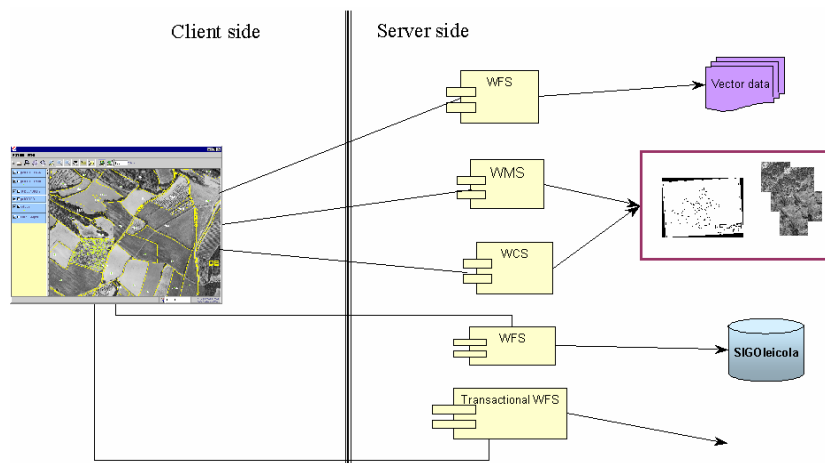 Client side
Server side
WFS
Vector data
WMS
WCS
WFS
SIGOleicola
Transactional WFS